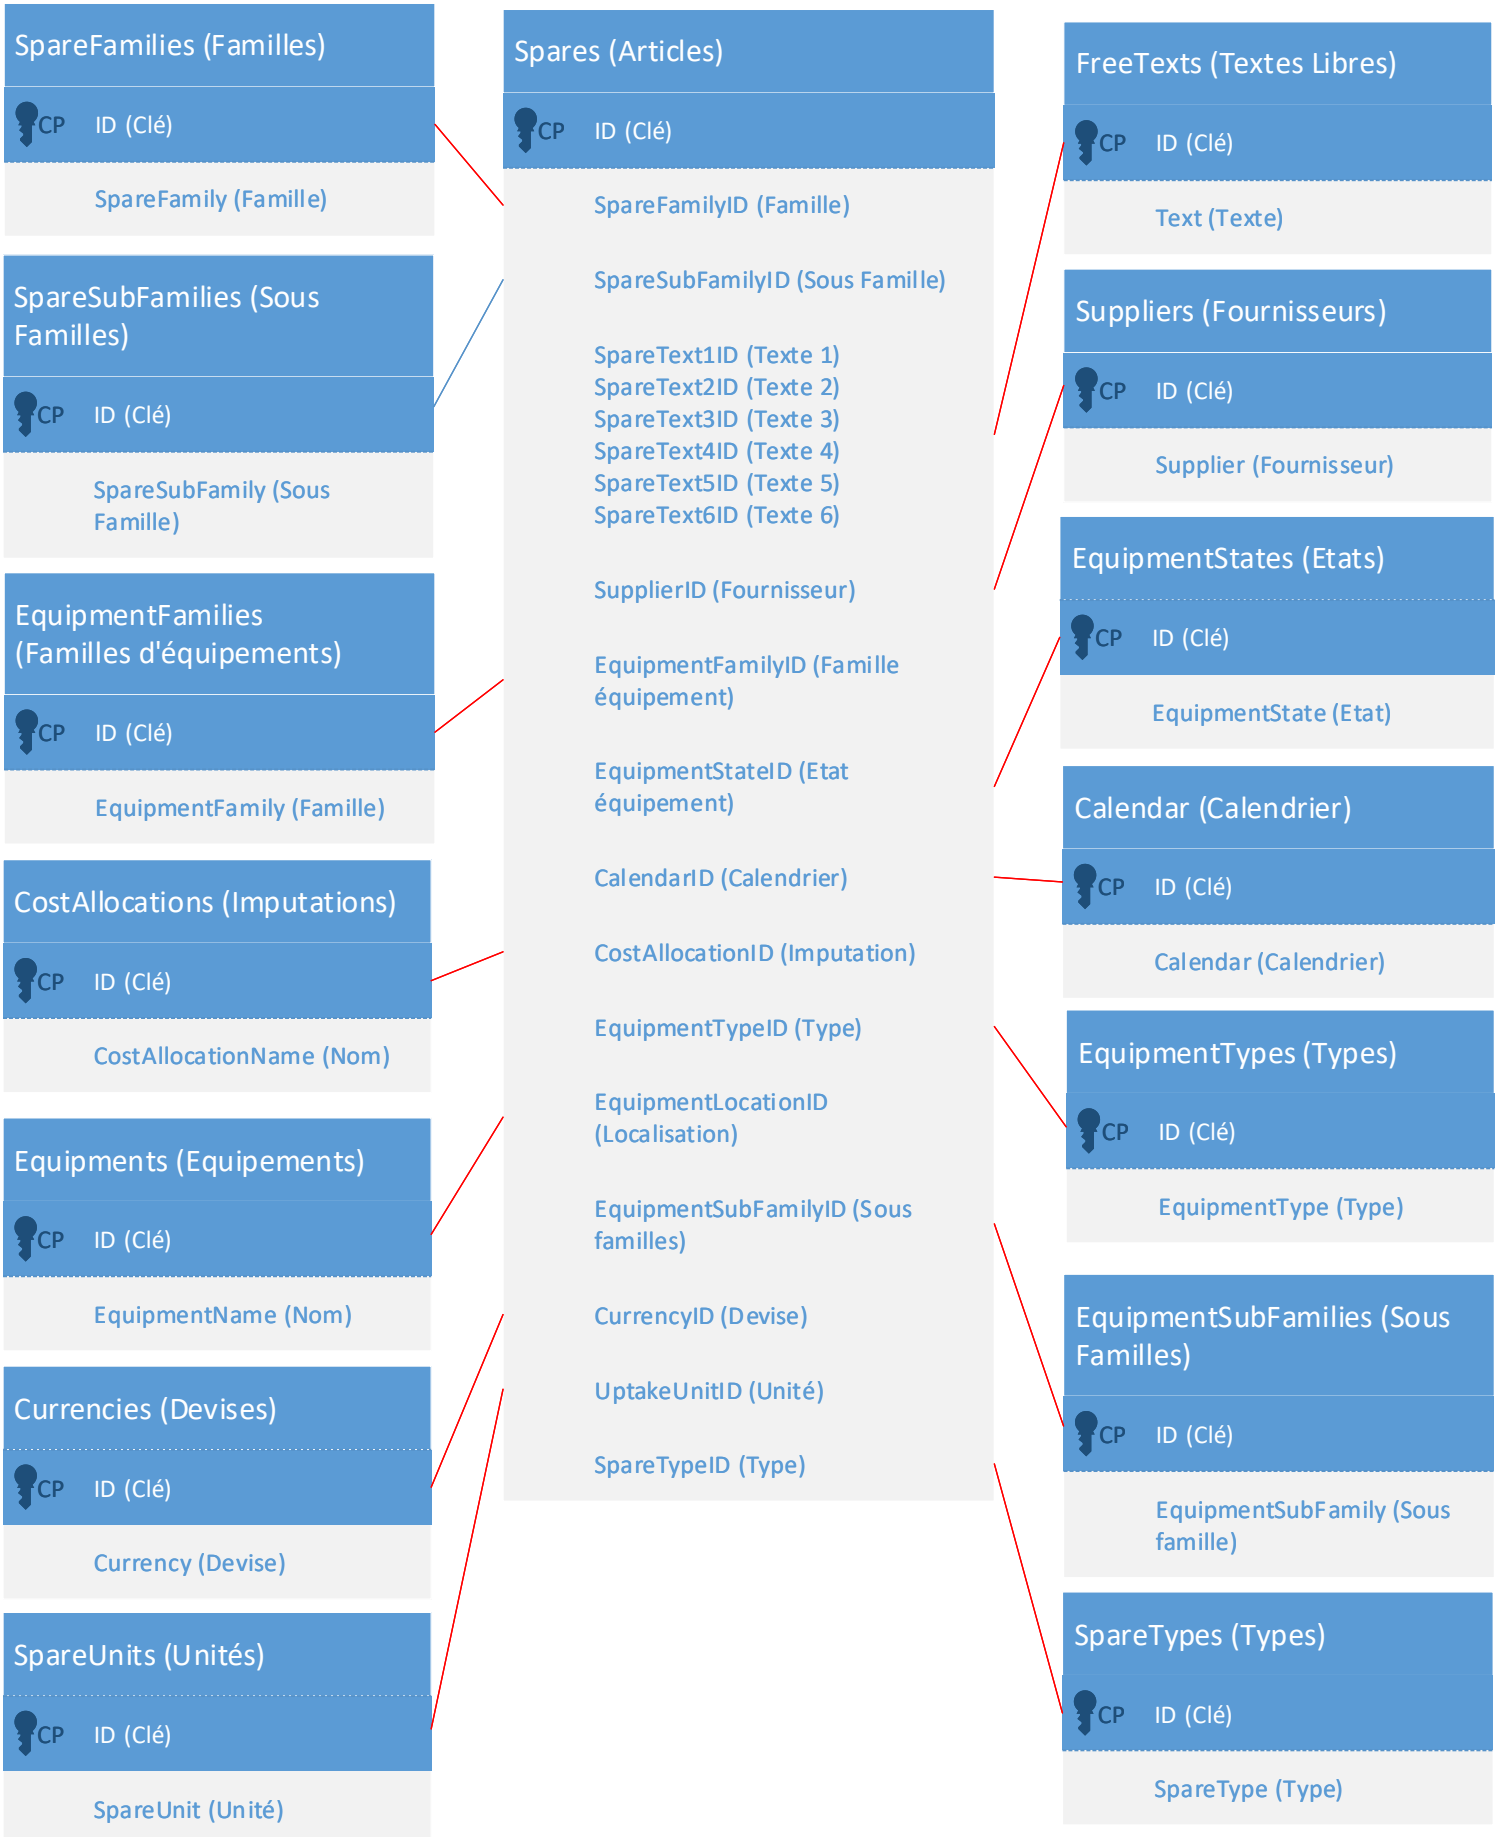 SpareFamilies (Familles)
CP ID (Clé)
SpareFamily (Famille)
SpareSubFamilies (Sous
Familles)
CP ID (Clé)
SpareSubFamily (Sous
Famille)
EquipmentFamilies
(Familles d'équipements)
CP ID (Clé)
EquipmentFamily (Famille)
CostAllocations (Imputations)
CP ID (Clé)
CostAllocationName (Nom)
Equipments (Equipements)
CP ID (Clé)
EquipmentName (Nom)
Currencies (Devises)
CP ID (Clé)
Currency (Devise)
SpareUnits (Unités)
CP ID (Clé)
SpareUnit (Unité)
Spares (Articles)
CP ID (Clé)
SpareFamilyID (Famille)
SpareSubFamilyID (Sous Famille)
SpareText1ID (Texte 1)
SpareText2ID (Texte 2)
SpareText3ID (Texte 3)
SpareText4ID (Texte 4)
SpareText5ID (Texte 5)
SpareText6ID (Texte 6)
SupplierID (Fournisseur)
EquipmentFamilyID (Famille
équipement)
EquipmentStateID (Etat
équipement)
CalendarID (Calendrier)
CostAllocationID (Imputation)
EquipmentTypeID (Type)
EquipmentLocationID
(Localisation)
EquipmentSubFamilyID (Sous
familles)
CurrencyID (Devise)
UptakeUnitID (Unité)
SpareTypeID (Type)
FreeTexts (Textes Libres)
CP ID (Clé)
Text (Texte)
Suppliers (Fournisseurs)
CP ID (Clé)
Supplier (Fournisseur)
EquipmentStates (Etats)
CP ID (Clé)
EquipmentState (Etat)
Calendar (Calendrier)
CP ID (Clé)
Calendar (Calendrier)
EquipmentTypes (Types)
CP ID (Clé)
EquipmentType (Type)
EquipmentSubFamilies (Sous
Familles)
CP ID (Clé)
EquipmentSubFamily (Sous
famille)
SpareTypes (Types)
CP ID (Clé)
SpareType (Type)